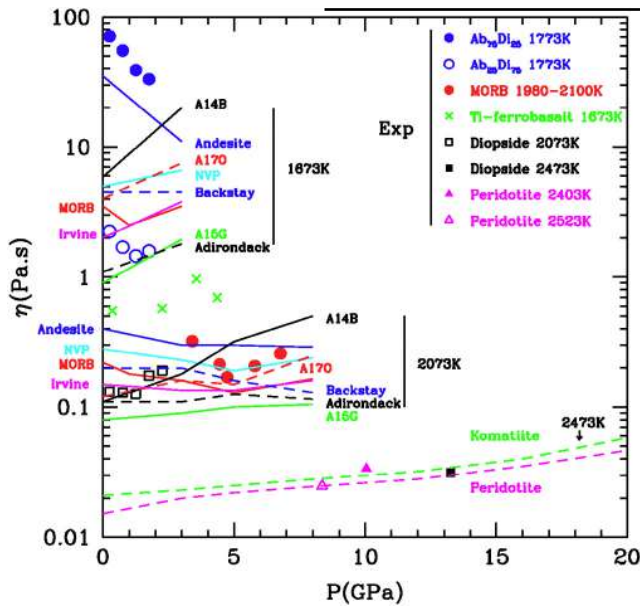 100
10
1
0.1
0.01
η(Pa.s)
0
5
10
15
20
P(GPa)
Exp
Ab₇₅Di₂₅ 1773K
Ab₂₅Di₇₅ 1773K
MORB 1980-2100K
Ti-ferrobasalt 1673K
Diopside 2073K
Diopside 2473K
Peridotite 2403K
Peridotite 2523K
A14B
Andesite
A170
NVP
Backstay
MORB
Irvine
A15G
Adirondack
1673K
A14B
Andesite
NVP
MORB
A170
Irvine
Backstay
Adirondack
A15G
2073K
2473K
Komatiite
Peridotite